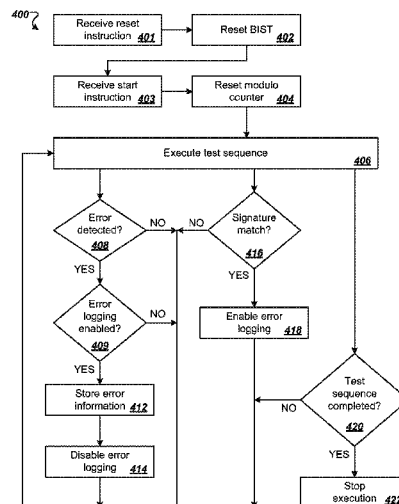 400
Receive reset
instruction 401
Reset BIST
402
Receive start
instruction 403
Reset modulo
counter 404
Execute test sequence
406
Error
detected?
408
NO
NO
Signature
match?
416
YES
YES
Error
logging
enabled?
409
NO
Enable error
logging 418
YES
Store error
information 412
Test
sequence
completed?
420
NO
YES
Disable error
logging 414
Stop
execution 422